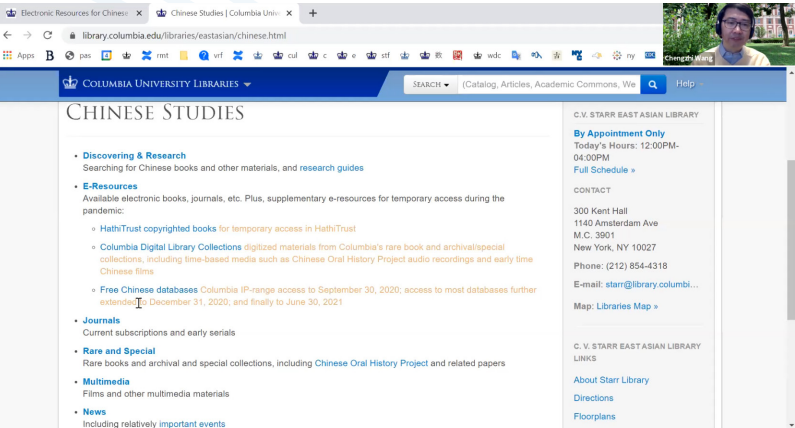 Electronic Resources for Chinese
Chinese Studies | Columbia Unive
library.columbia.edu/libraries/eastasian/chinese.html
Apps pas rmt vrf cul c e stf wdc ny
Chengzhi Wang
COLUMBIA UNIVERSITY LIBRARIES
SEARCH (Catalog, Articles, Academic Commons, We
Help
CHINESE STUDIES
Discovering & Research
Searching for Chinese books and other materials, and research guides
E-Resources
Available electronic books, journals, etc. Plus, supplementary e-resources for temporary access during the
pandemic:
HathiTrust copyrighted books for temporary access in HathiTrust
Columbia Digital Library Collections digitized materials from Columbia's rare book and archival/special
collections, including time-based media such as Chinese Oral History Project audio recordings and early time
Chinese films
Free Chinese databases Columbia IP-range access to September 30, 2020; access to most databases further
extended to December 31, 2020; and finally to June 30, 2021
Journals
Current subscriptions and early serials
Rare and Special
Rare books and archival and special collections, including Chinese Oral History Project and related papers
Multimedia
Films and other multimedia materials
News
Including relatively important events
C.V. STARR EAST ASIAN LIBRARY
By Appointment Only
Today's Hours: 12:00PM-
04:00PM
Full Schedule »
CONTACT
300 Kent Hall
1140 Amsterdam Ave
M.C. 3901
New York, NY 10027
Phone: (212) 854-4318
E-mail: starr@library.columbi...
Map: Libraries Map »
C. V. STARR EAST ASIAN LIBRARY
LINKS
About Starr Library
Directions
Floorplans